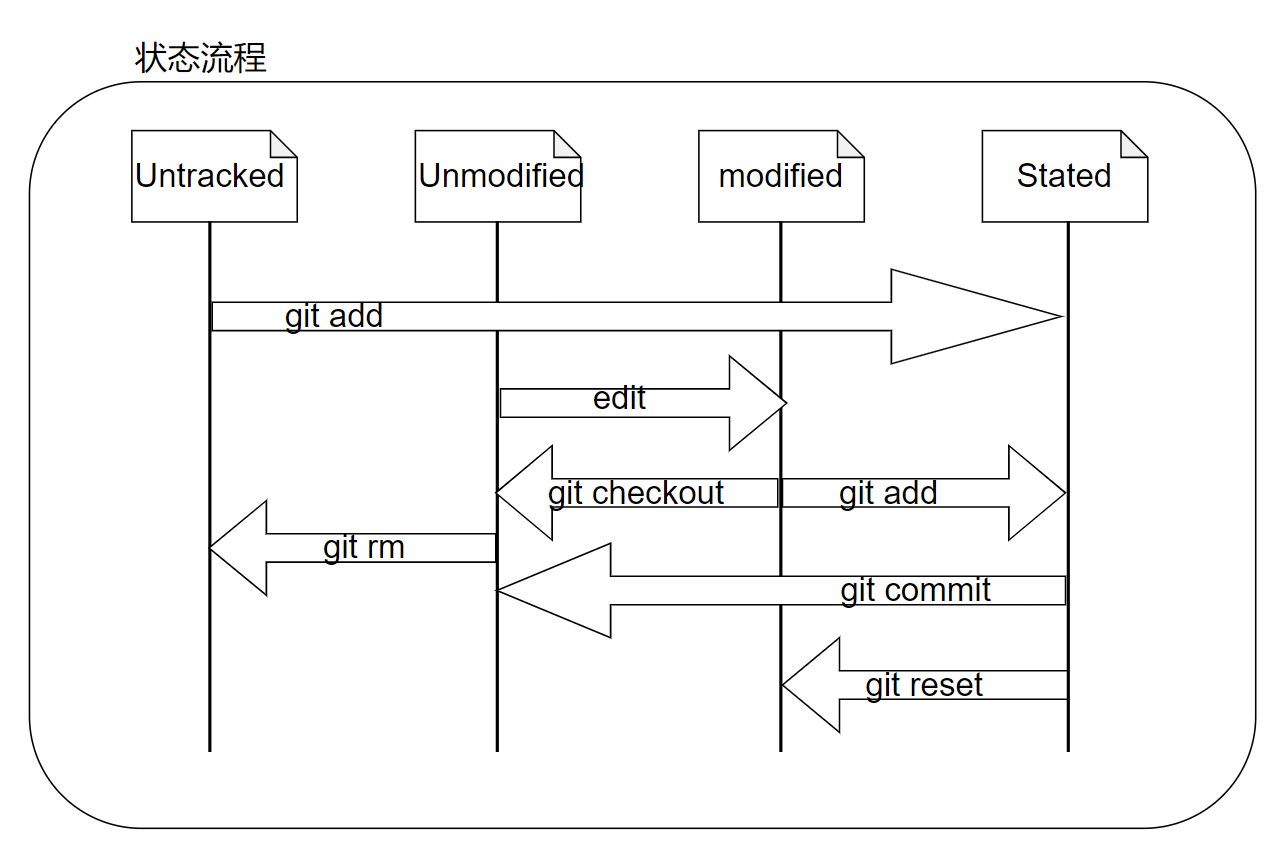 状态流程
Untracked
Unmodified
modified
Stated
git add
edit
git checkout
git add
git rm
git commit
git reset